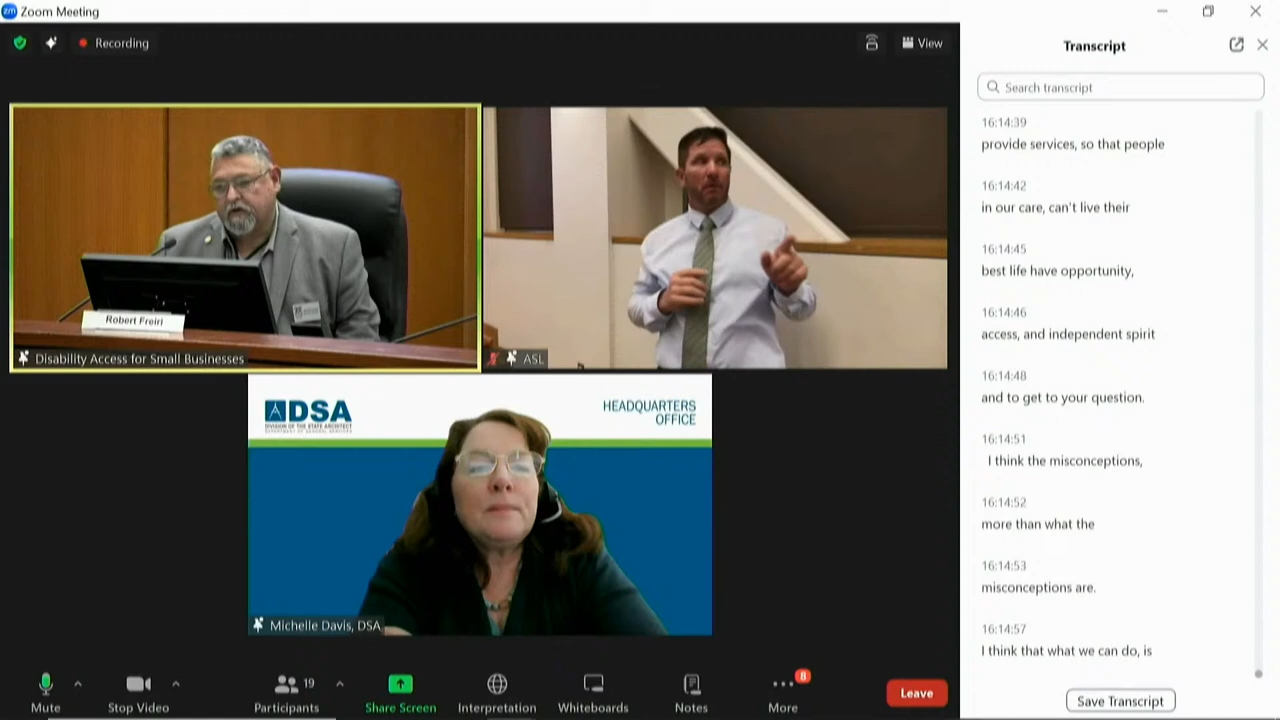 Zoom Meeting
Recording
View
Robert Freiri
Disability Access for Small Businesses
ASL
DSA
DIVISION OF THE STATE ARCHITECT
DEPARTMENT OF GENERAL SERVICES
HEADQUARTERS
OFFICE
Michelle Davis, DSA
Mute
Stop Video
19
Participants
Share Screen
Interpretation
Whiteboards
Notes
8
More
Leave
Transcript
Search transcript
16:14:39
provide services, so that people
16:14:42
in our care, can't live their
16:14:45
best life have opportunity,
16:14:46
access, and independent spirit
16:14:48
and to get to your question.
16:14:51
I think the misconceptions,
16:14:52
more than what the
16:14:53
misconceptions are.
16:14:57
I think that what we can do, is
Save Transcript